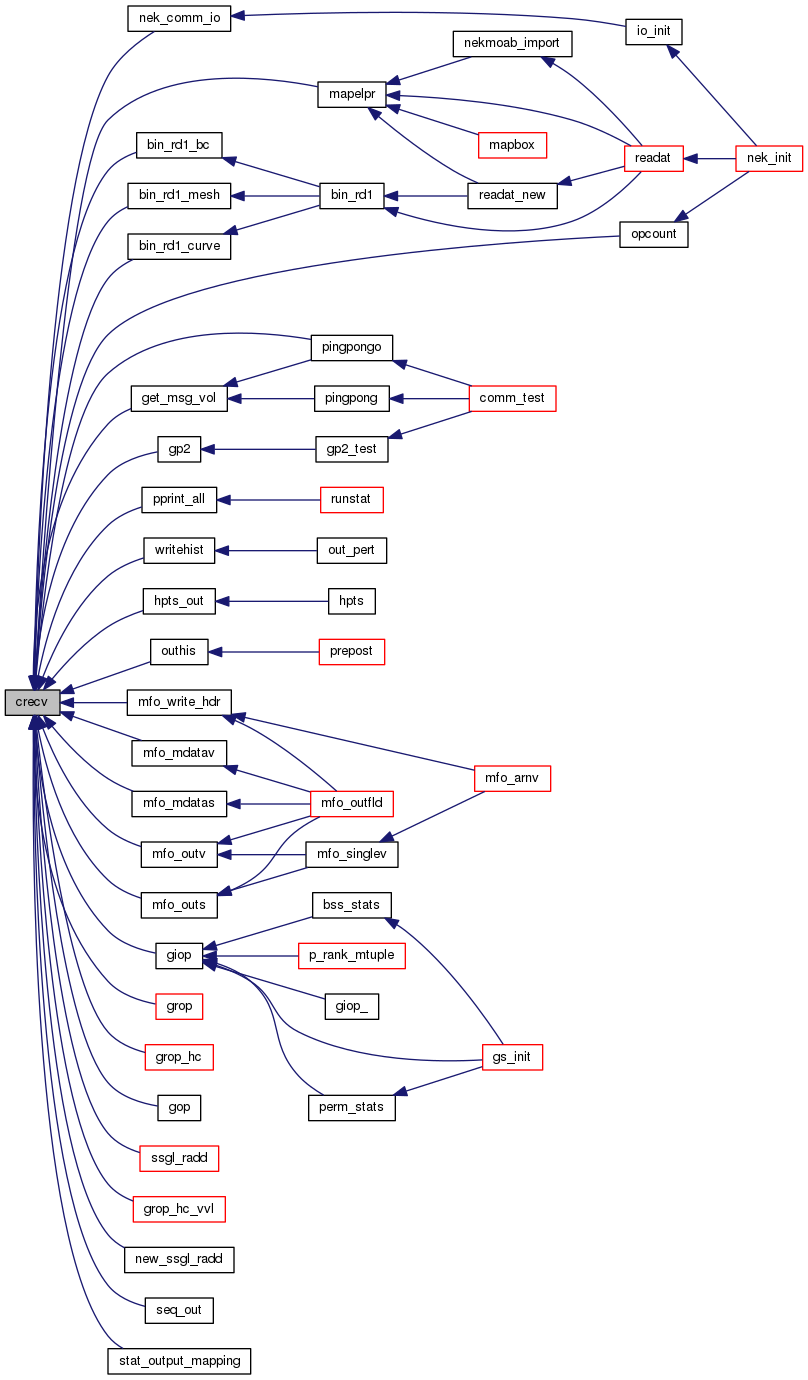 nek_comm_io
io_init
nekmoab_import
mapelpr
bin_rd1_bc
mapbox
readat
nek_init
bin_rd1_mesh
bin_rd1
readat_new
bin_rd1_curve
opcount
pingpongo
get_msg_vol
pingpong
comm_test
gp2
gp2_test
pprint_all
runstat
writehist
out_pert
hpts_out
hpts
outhis
prepost
crecv
mfo_write_hdr
mfo_mdatav
mfo_arnv
mfo_mdatas
mfo_outfld
mfo_outv
mfo_singlev
mfo_outs
bss_stats
giop
p_rank_mtuple
grop
giop_
grop_hc
gs_init
gop
perm_stats
ssgl_radd
grop_hc_vvl
new_ssgl_radd
seq_out
stat_output_mapping